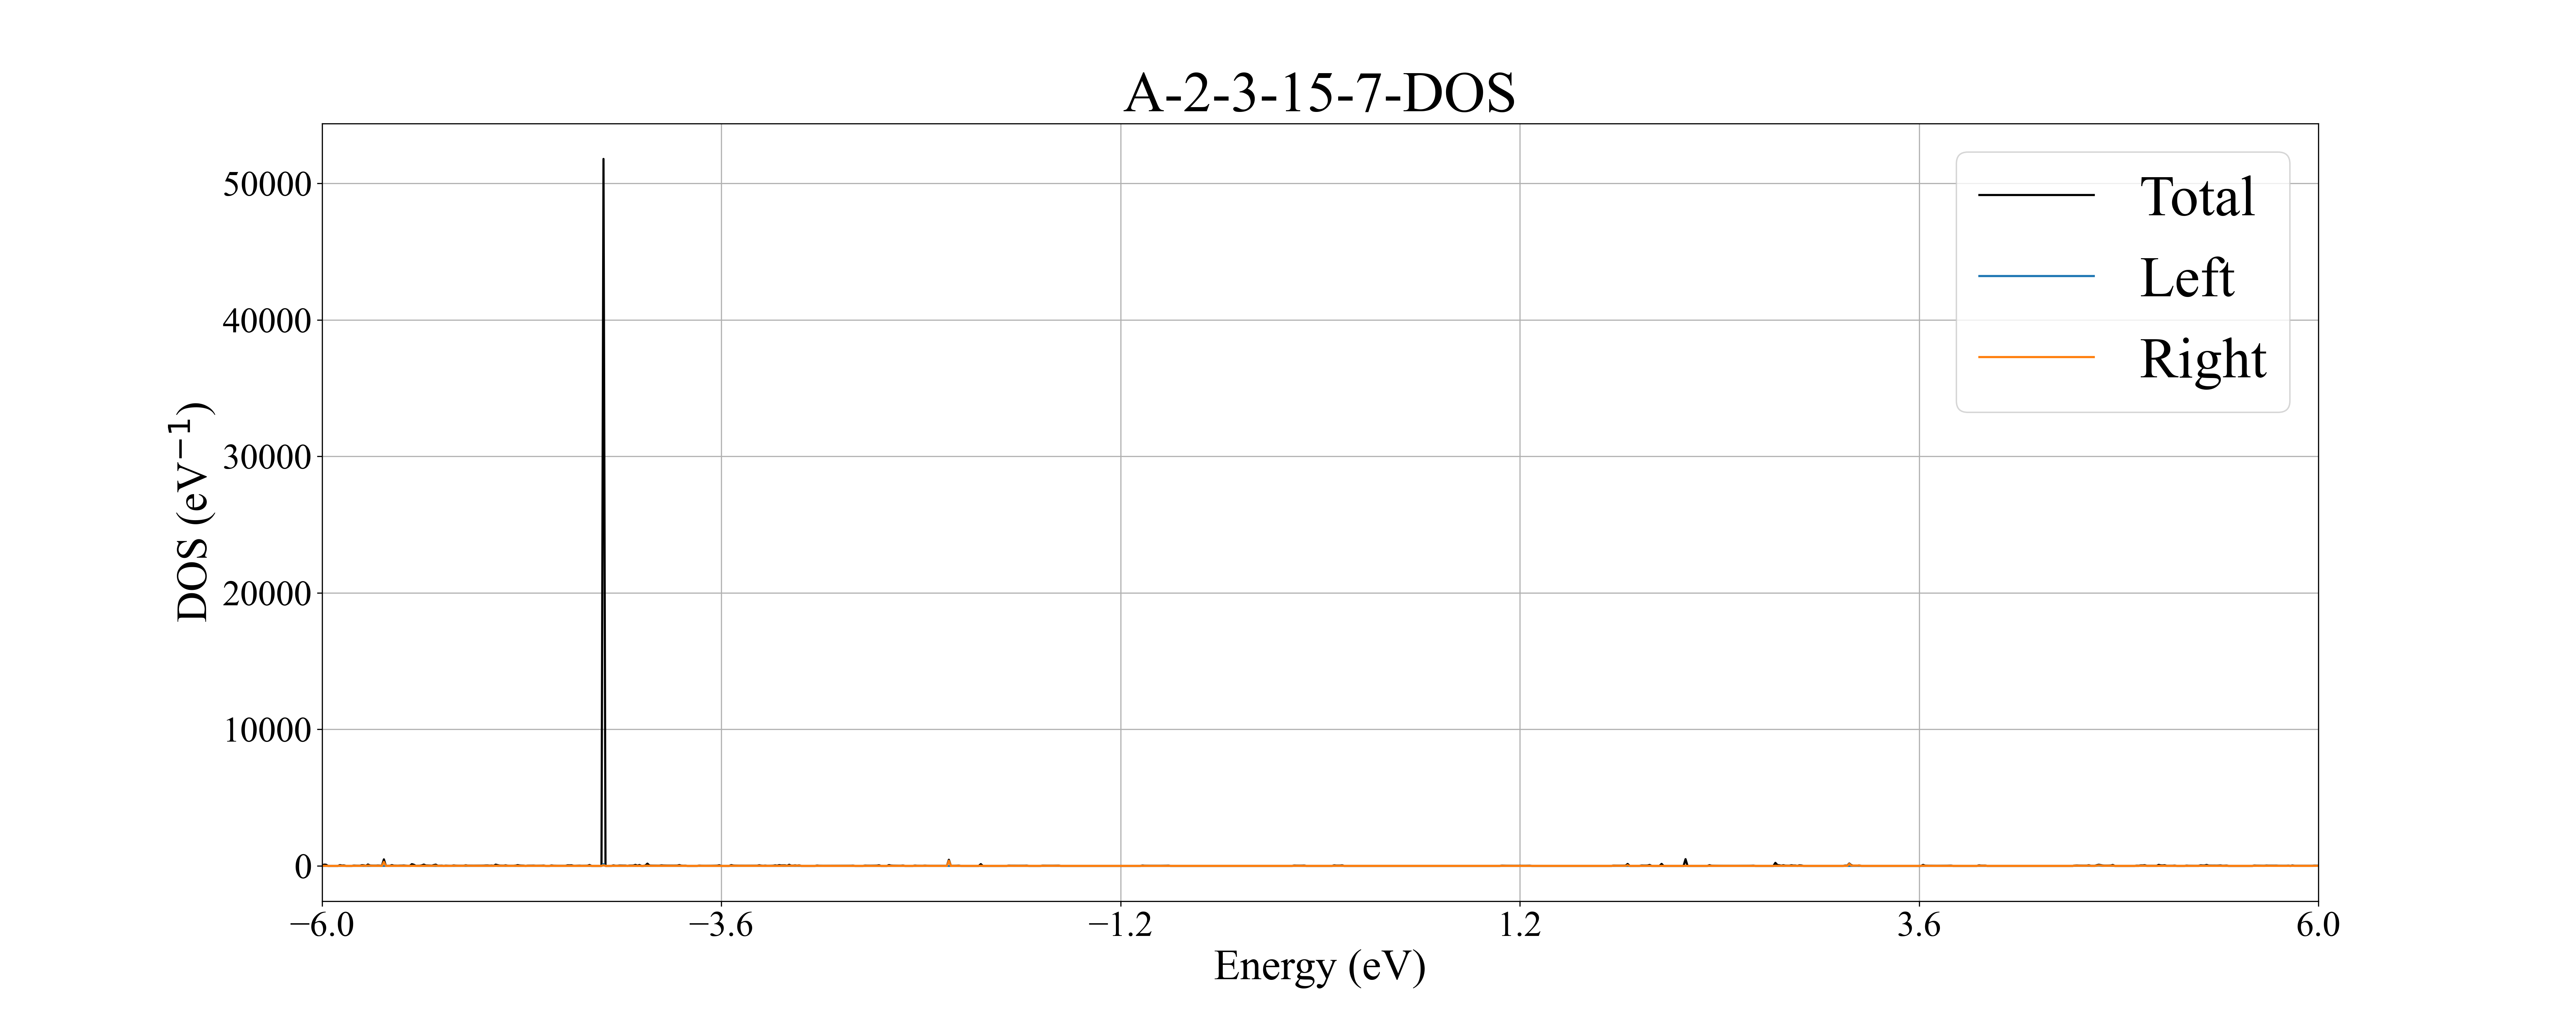 A-2-3-15-7-DOS
Total
Left
Right
DOS (eV⁻¹)
50000
40000
30000
20000
10000
0
−6.0 −3.6 −1.2 1.2 3.6 6.0
Energy (eV)